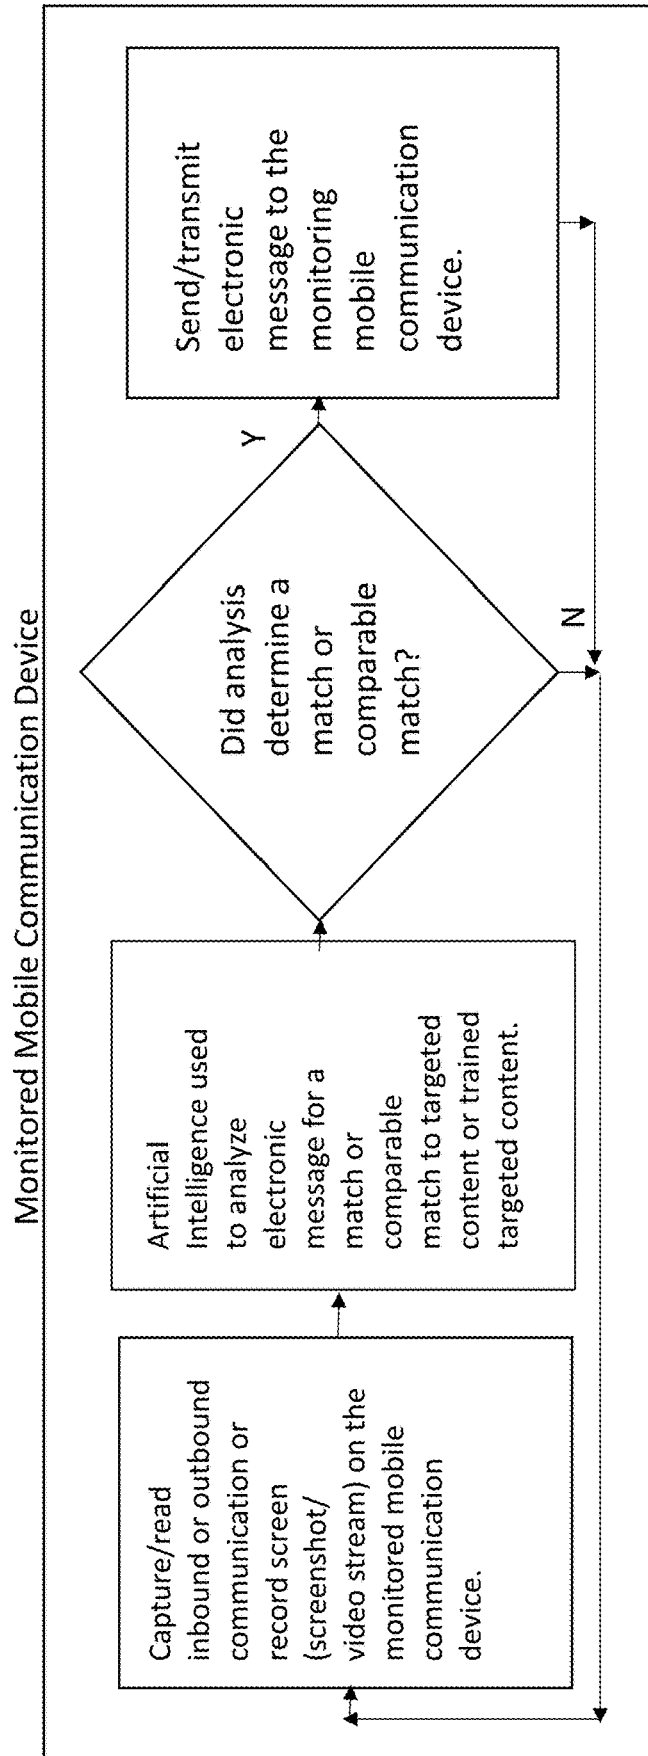 Monitored Mobile Communication Device
Capture/read
inbound or outbound
communication or
record screen
(screenshot/
video stream) on the
monitored mobile
communication
device.
Artificial
Intelligence used
to analyze
electronic
message for a
match or
comparable
match to targeted
content or trained
targeted content.
Did analysis
determine a
match or
comparable
match?
Y
N
Send/transmit
electronic
message to the
monitoring
mobile
communication
device.